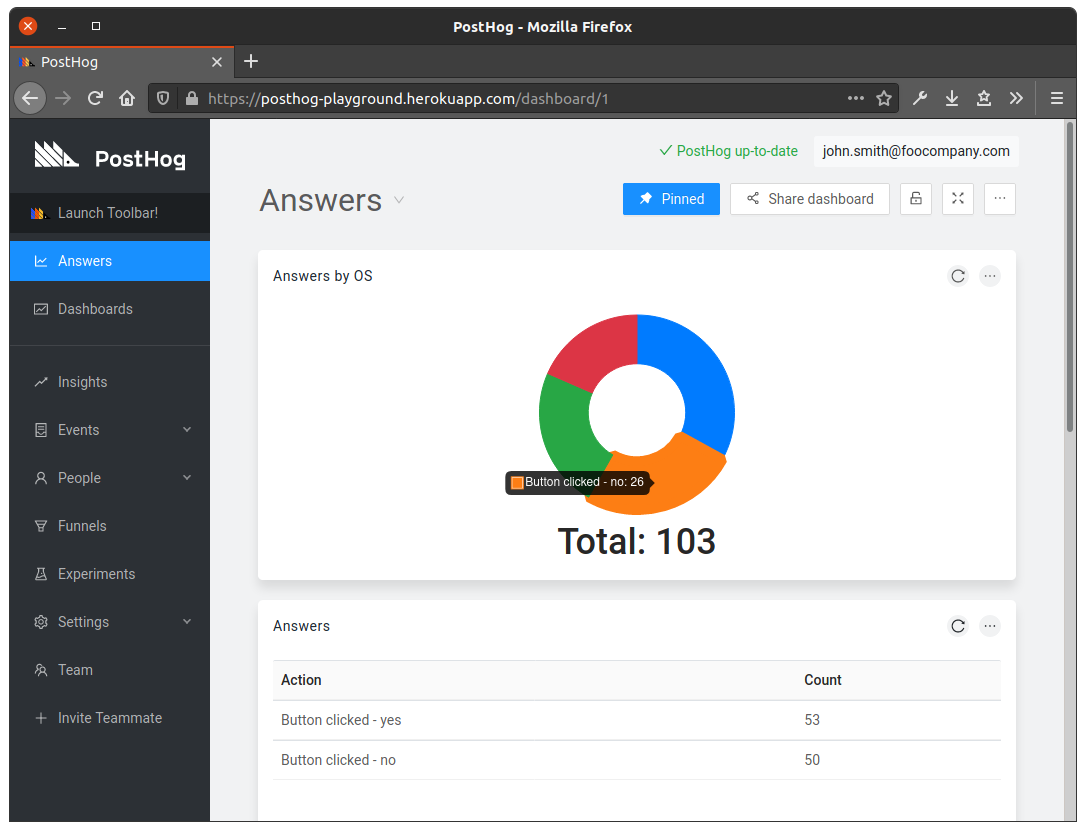 PostHog - Mozilla Firefox
PostHog
https://posthog-playground.herokuapp.com/dashboard/1
PostHog
PostHog up-to-date
john.smith@foocompany.com
Launch Toolbar!
Answers
Dashboards
Insights
Events
People
Funnels
Experiments
Settings
Team
Invite Teammate
Answers
Pinned
Share dashboard
Answers by OS
Button clicked - no: 26
Total: 103
Answers
Action Count
Button clicked - yes 53
Button clicked - no 50